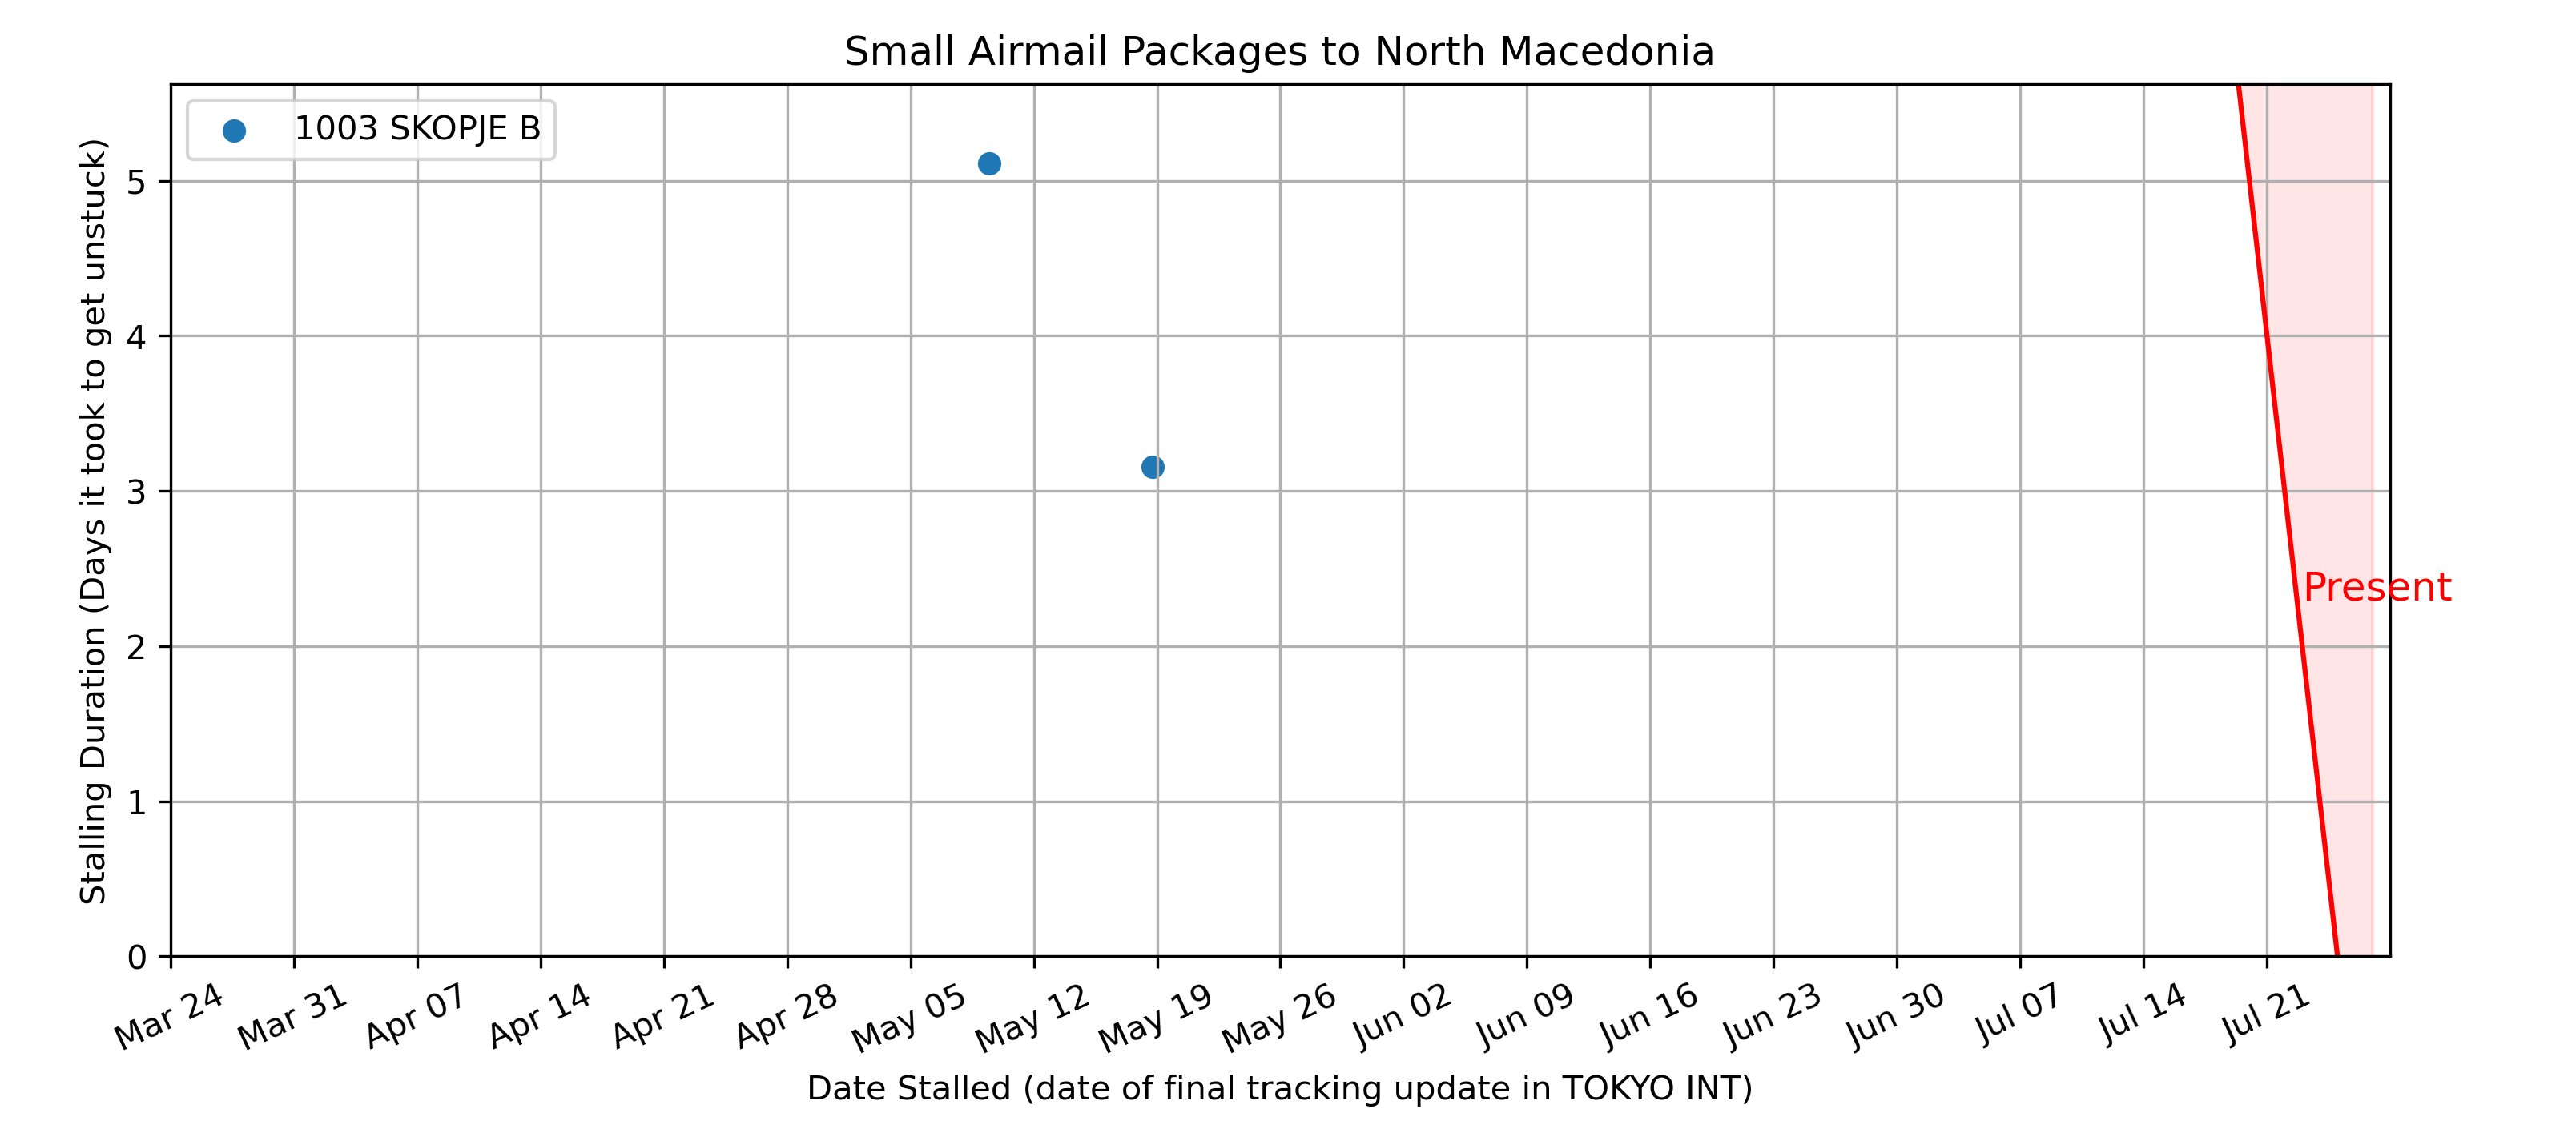 Small Airmail Packages to North Macedonia
1003 SKOPJE B
Stalling Duration (Days it took to get unstuck)
5
4
3
2
1
0
Present
Mar 24
Mar 31
Apr 07
Apr 14
Apr 21
Apr 28
May 05
May 12
May 19
May 26
Jun 02
Jun 09
Jun 16
Jun 23
Jun 30
Jul 07
Jul 14
Jul 21
Date Stalled (date of final tracking update in TOKYO INT)